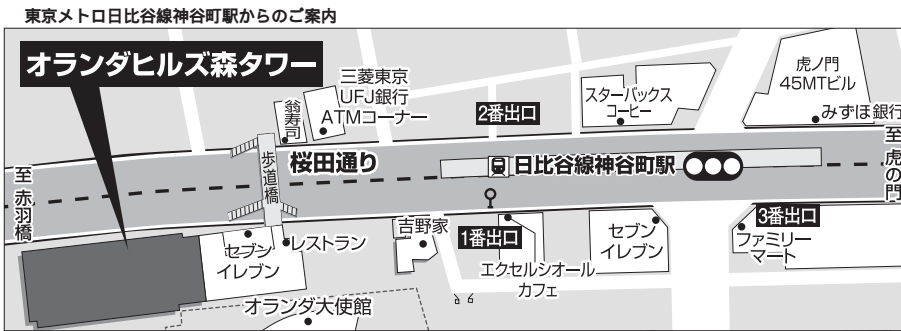 東京メトロ日比谷線神谷町駅からのご案内
オランダヒルズ森タワー
翁寿司
三菱東京
UFJ銀行
ATMコーナー
2番出口
スターバックス
コーヒー
虎ノ門
45MTビル
みずほ銀行
至 赤羽橋
歩道橋
桜田通り
日比谷線神谷町駅
至 虎の門
セブン
イレブン
レストラン
吉野家
1番出口
エクセルシオール
カフェ
セブン
イレブン
3番出口
ファミリー
マート
オランダ大使館